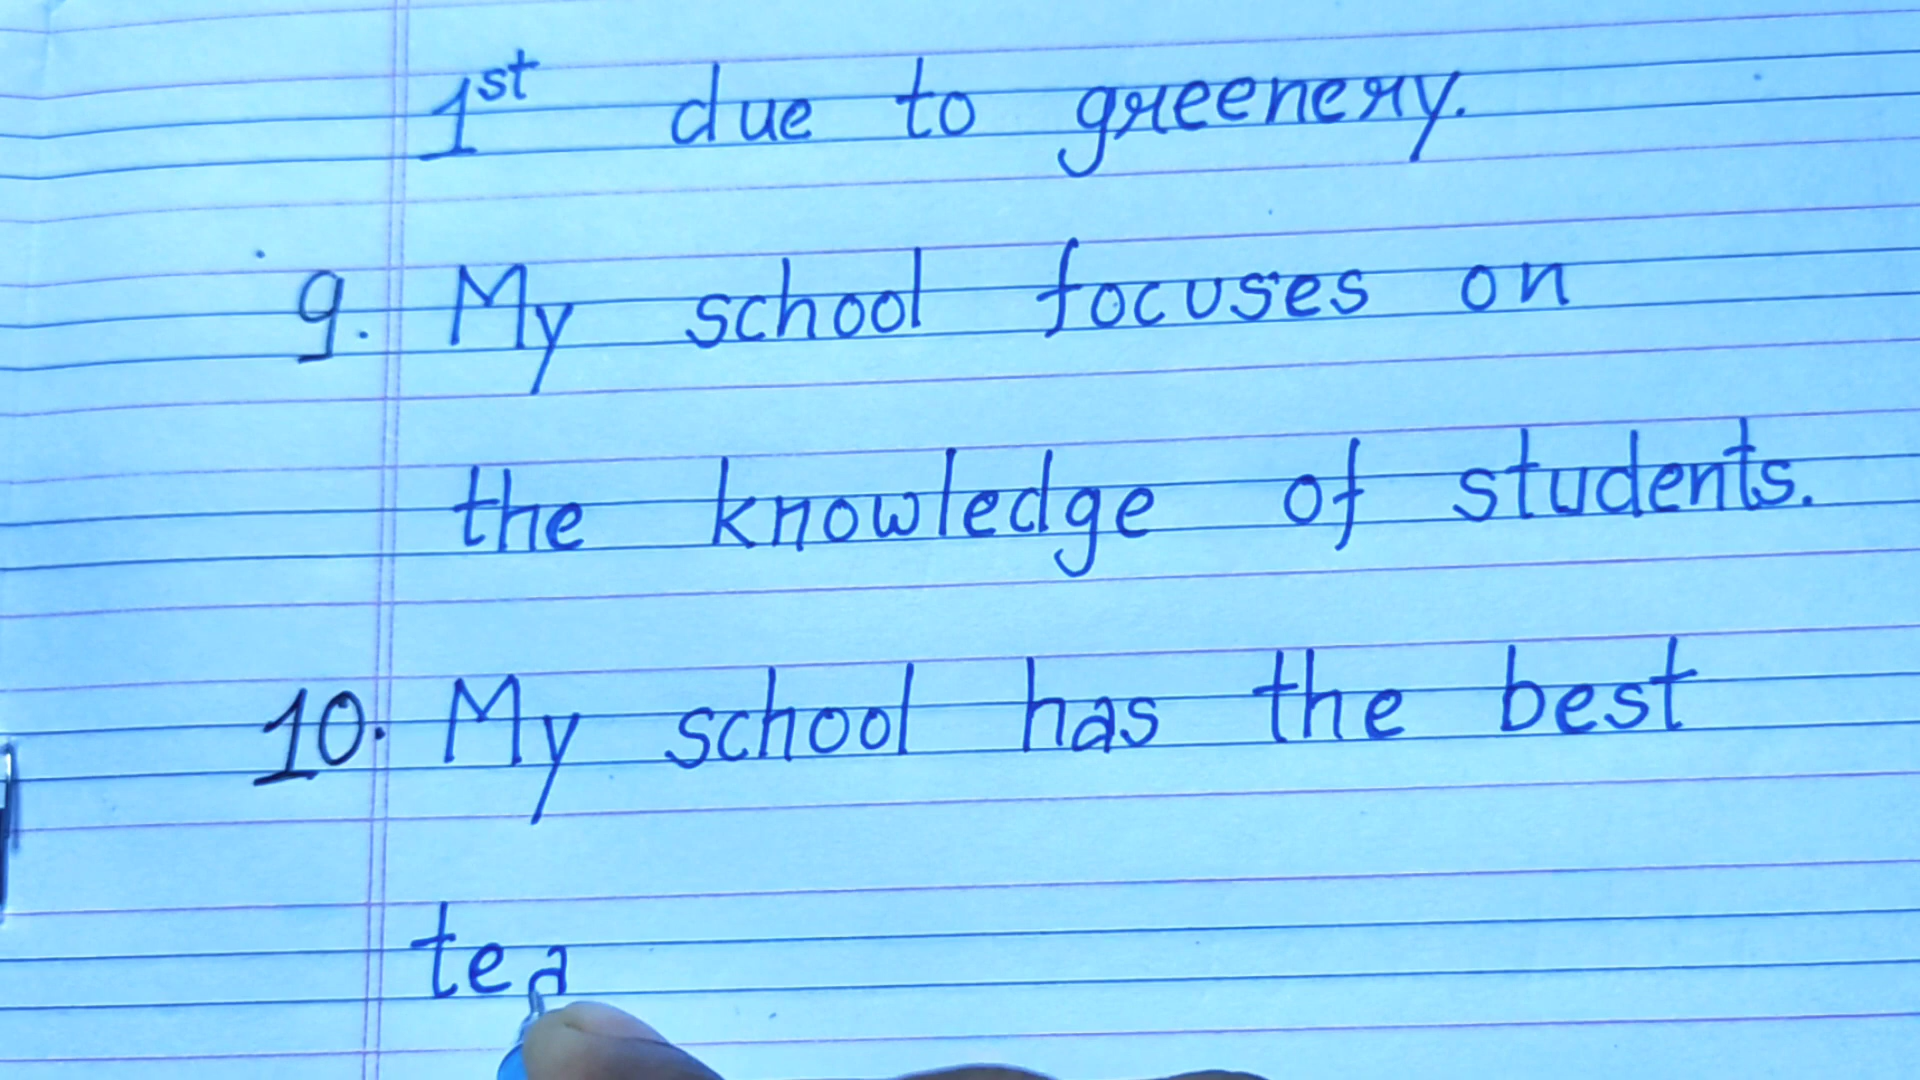 1st due to greenery.
9. My school focuses on
the knowledge of students.
10. My school has the best
tea